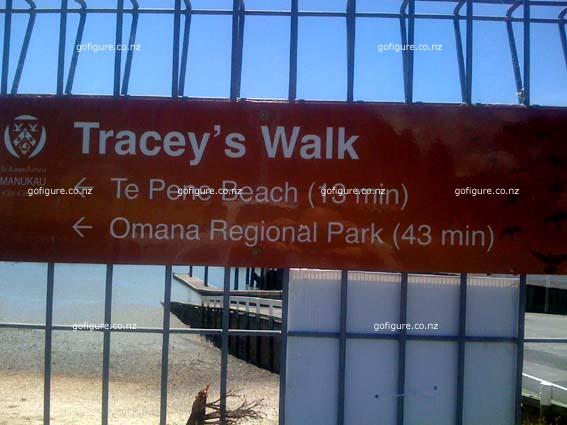 gofigure.co.nz gofigure.co.nz
Tracey's Walk
MANUKAU
gofigure.co.nz gofigure.co.nz gofigure.co.nz gofigure.co.nz
← Te Pene Beach (13 min)
← Omana Regional Park (43 min)
gofigure.co.nz gofigure.co.nz